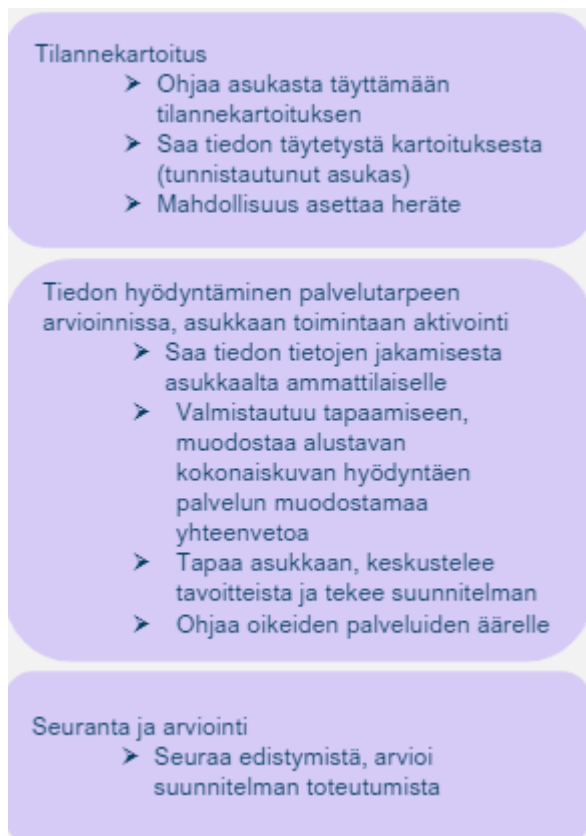 Tilannekartoitus
➤ Ohjaa asukasta täyttämään
tilannekartoituksen
➤ Saa tiedon täytetystä kartoituksesta
(tunnistautunut asukas)
➤ Mahdollisuus asettaa heräte
Tiedon hyödyntäminen palvelutarpeen
arvioinnissa, asukkaan toimintaan aktivointi
➤ Saa tiedon tietojen jakamisesta
asukkaalta ammattilaiselle
➤ Valmistautuu tapaamiseen,
muodostaa alustavan
kokonaiskuvan hyödyntäen
palvelun muodostamaa
yhteenvetoa
➤ Tapaa asukkaan, keskustelee
tavoitteista ja tekee suunnitelman
➤ Ohjaa oikeiden palveluiden äärelle
Seuranta ja arviointi
➤ Seuraa edistymistä, arvioi
suunnitelman toteutumista